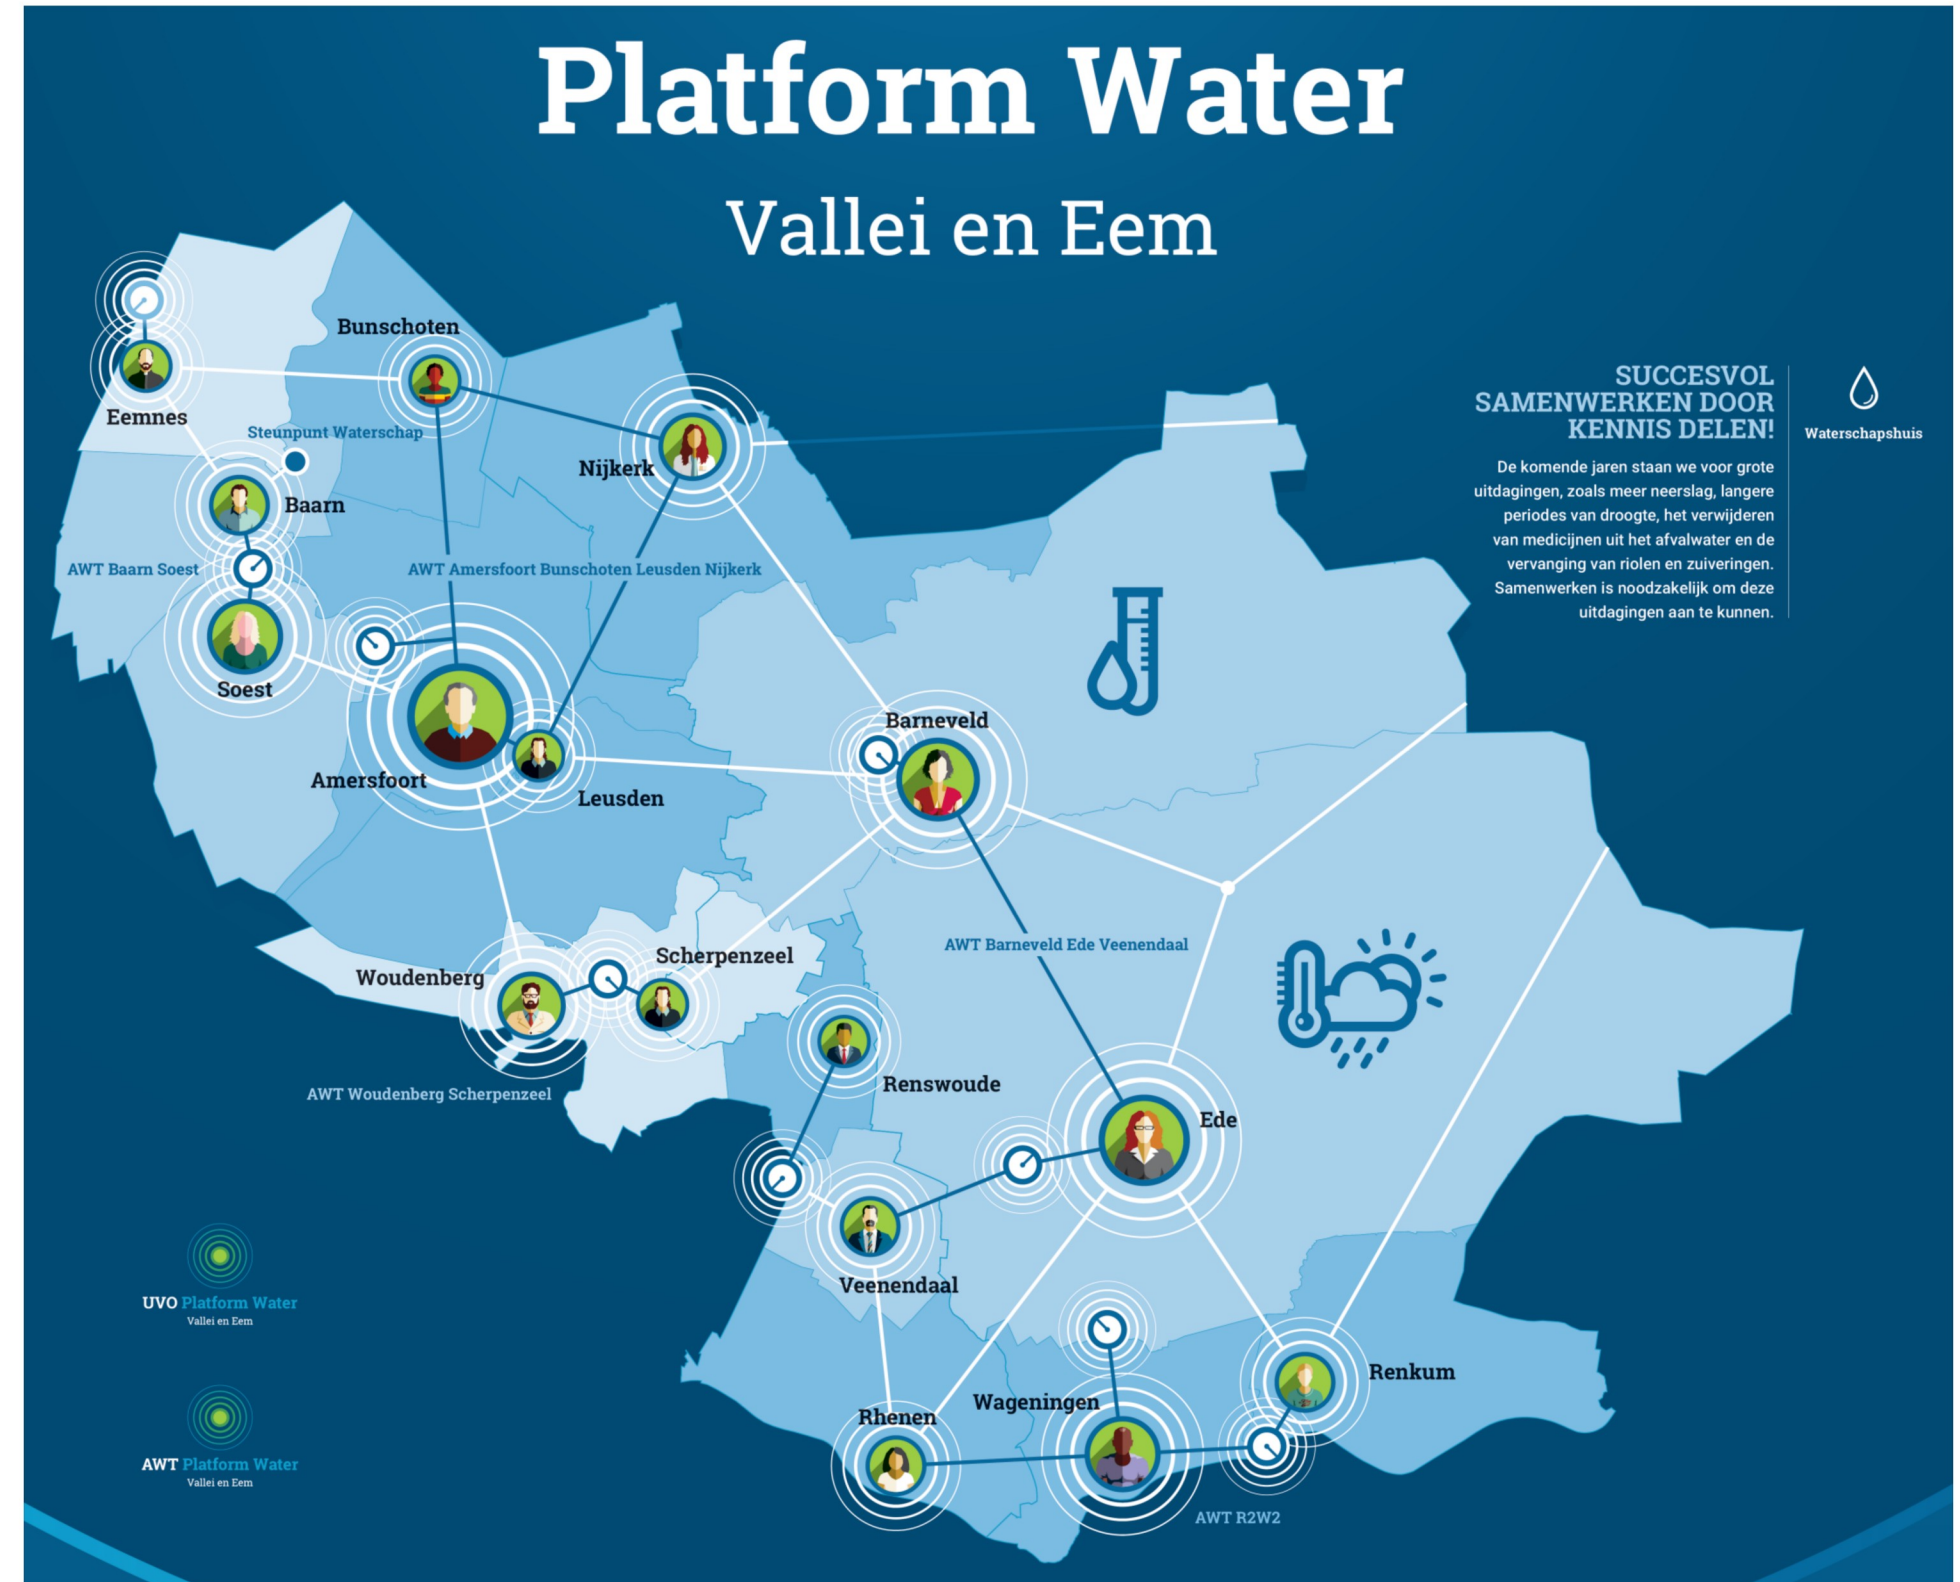 Platform Water
Vallei en Eem
Bunschoten
Eemnes
Steunpunt Waterschap
Nijkerk
Baarn
AWT Baarn Soest
AWT Amersfoort Bunschoten Leusden Nijkerk
Soest
Barneveld
Amersfoort
Leusden
SUCCESVOL
SAMENWERKEN DOOR
KENNIS DELEN!
Waterschapshuis
De komende jaren staan we voor grote
uitdagingen, zoals meer neerslag, langere
periodes van droogte, het verwijderen
van medicijnen uit het afvalwater en de
vervanging van riolen en zuiveringen.
Samenwerken is noodzakelijk om deze
uitdagingen aan te kunnen.
AWT Barneveld Ede Veenendaal
Scherpenzeel
Woudenberg
AWT Woudenberg Scherpenzeel
Renswoude
Ede
Veenendaal
UVO Platform Water
Vallei en Eem
Renkum
Wageningen
Rhenen
AWT Platform Water
Vallei en Eem
AWT R2W2